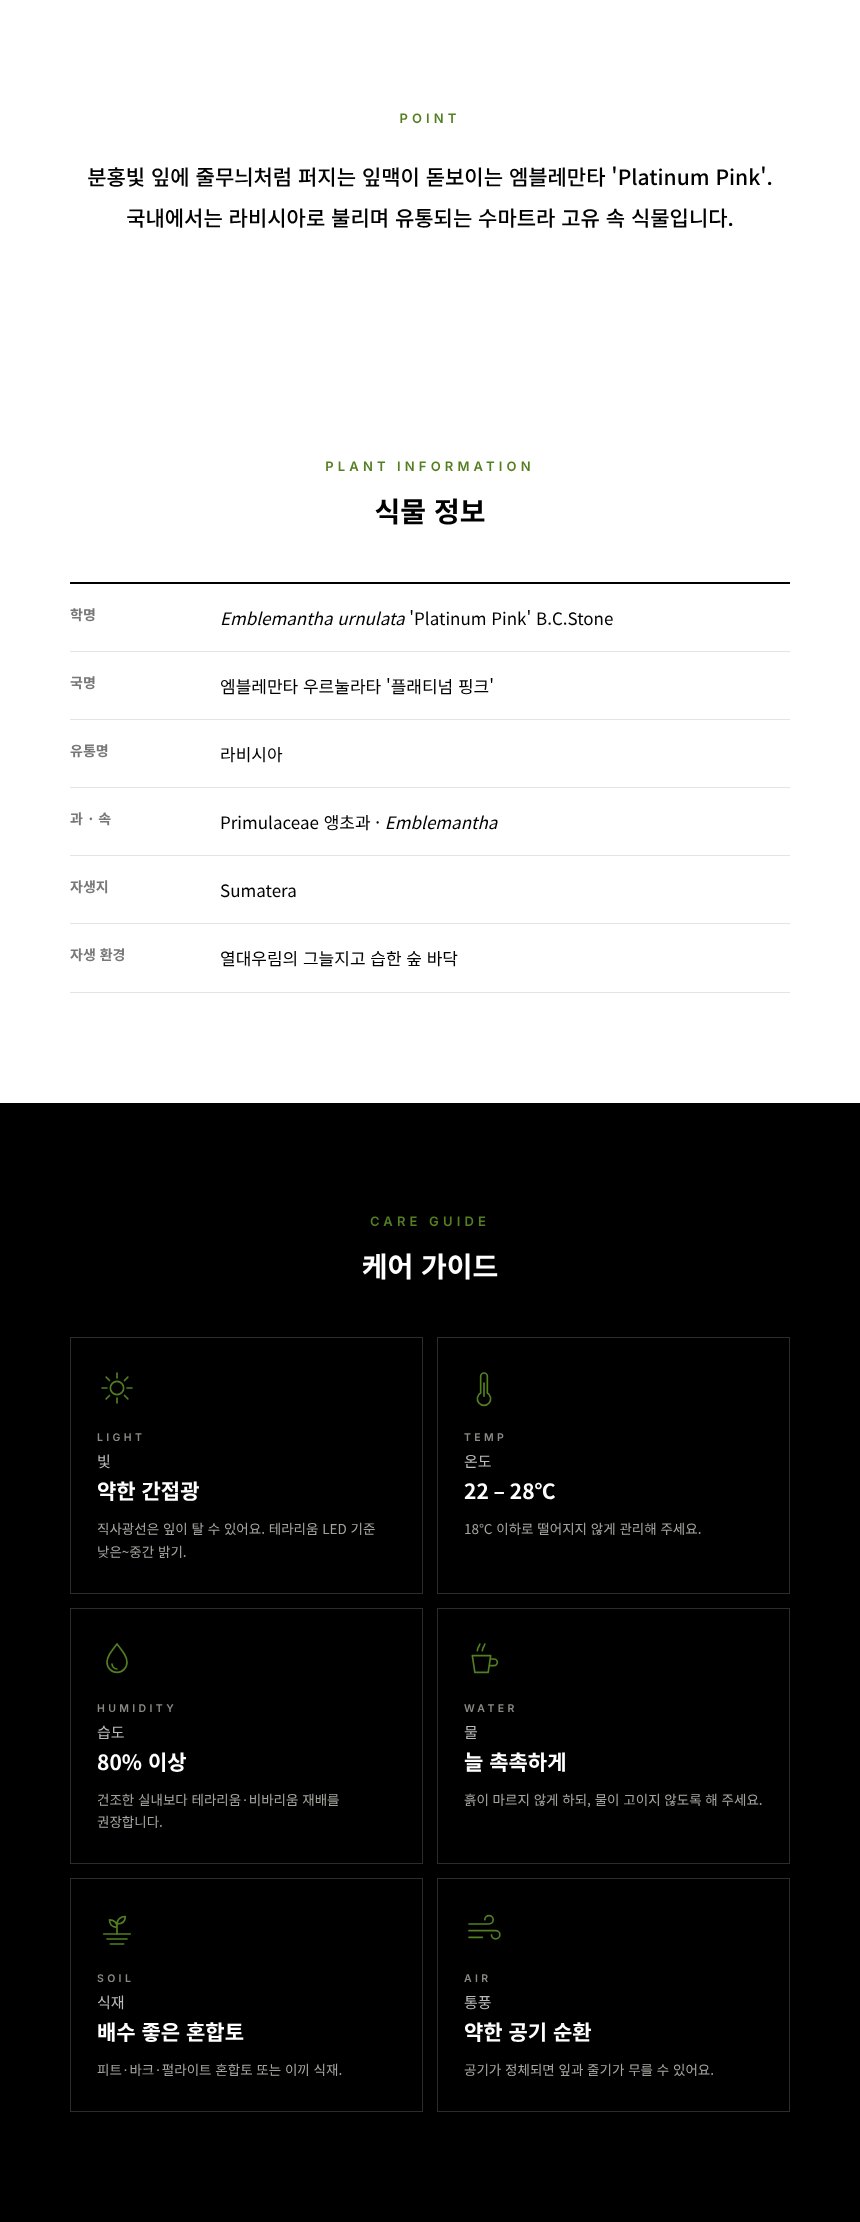 POINT
분홍빛 잎에 줄무늬처럼 퍼지는 잎맥이 돋보이는 엠블레만타 'Platinum Pink'.
국내에서는 라비시아로 불리며 유통되는 수마트라 고유 속 식물입니다.
PLANT INFORMATION
식물 정보
학명 Emblemantha urnulata 'Platinum Pink' B.C.Stone
국명 엠블레만타 우르눌라타 '플래티넘 핑크'
유통명 라비시아
과 · 속 Primulaceae 앵초과 · Emblemantha
자생지 Sumatera
자생 환경 열대우림의 그늘지고 습한 숲 바닥
CARE GUIDE
케어 가이드
LIGHT
빛
약한 간접광
직사광선은 잎이 탈 수 있어요. 테라리움 LED 기준
낮은~중간 밝기.
TEMP
온도
22 – 28℃
18℃ 이하로 떨어지지 않게 관리해 주세요.
HUMIDITY
습도
80% 이상
건조한 실내보다 테라리움·비바리움 재배를
권장합니다.
WATER
물
늘 촉촉하게
흙이 마르지 않게 하되, 물이 고이지 않도록 해 주세요.
SOIL
식재
배수 좋은 혼합토
피트·바크·펄라이트 혼합토 또는 이끼 식재.
AIR
통풍
약한 공기 순환
공기가 정체되면 잎과 줄기가 무를 수 있어요.